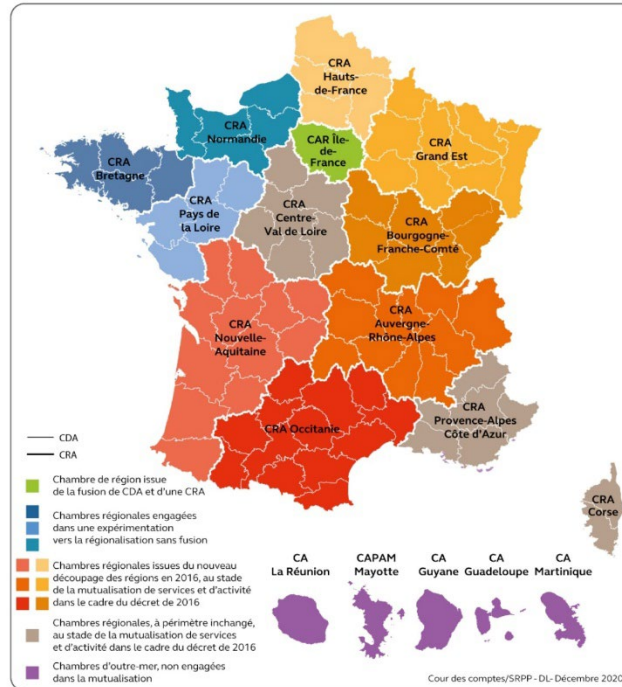 CRA
Hauts-
de-France
CRA
Normandie
CAR Île-
de-
France
CRA
Grand Est
CRA
Bretagne
CRA
Pays de
la Loire
CRA
Centre-
Val de Loire
CRA
Bourgogne-
Franche-Comté
CRA
Nouvelle-
Aquitaine
CRA
Auvergne-
Rhône-Alpes
CRA Occitanie
CRA
Provence-Alpes
Côte d'Azur
CRA
Corse
CDA
CRA
Chambre de région issue
de la fusion de CDA et d'une CRA
Chambres régionales engagées
dans une expérimentation
vers la régionalisation sans fusion
Chambres régionales issues du nouveau
découpage des régions en 2016, au stade
de la mutualisation de services et d'activité
dans le cadre du décret de 2016
Chambres régionales, à périmètre inchangé,
au stade de la mutualisation de services
et d'activité dans le cadre du décret de 2016
Chambres d'outre-mer, non engagées
dans la mutualisation
CA
La Réunion
CAPAM
Mayotte
CA
Guyane
CA
Guadeloupe
CA
Martinique
Cour des comptes/SRPP - DL- Décembre 2020